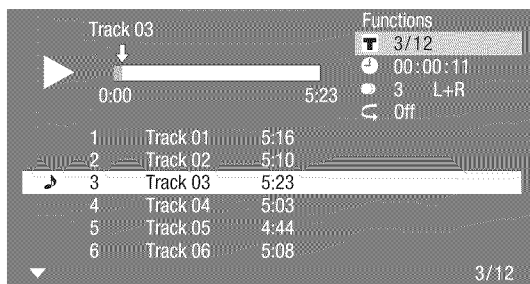 Track 03
0:00 5:23
Functions
T 3/12
00:00:11
3 L+R
Off
1 Track 01 5:16
2 Track 02 5:10
3 Track 03 5:23
4 Track 04 5:03
5 Track 05 4:44
6 Track 06 5:08
3/12